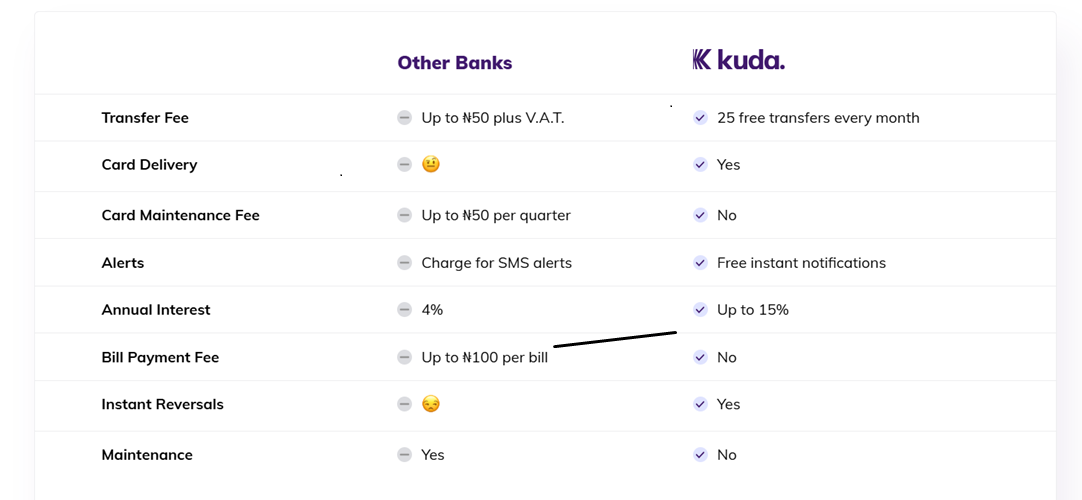 Other Banks kuda.
Transfer Fee Up to ₦50 plus V.A.T. 25 free transfers every month
Card Delivery 🤨 Yes
Card Maintenance Fee Up to ₦50 per quarter No
Alerts Charge for SMS alerts Free instant notifications
Annual Interest 4% Up to 15%
Bill Payment Fee Up to ₦100 per bill No
Instant Reversals 😒 Yes
Maintenance Yes No